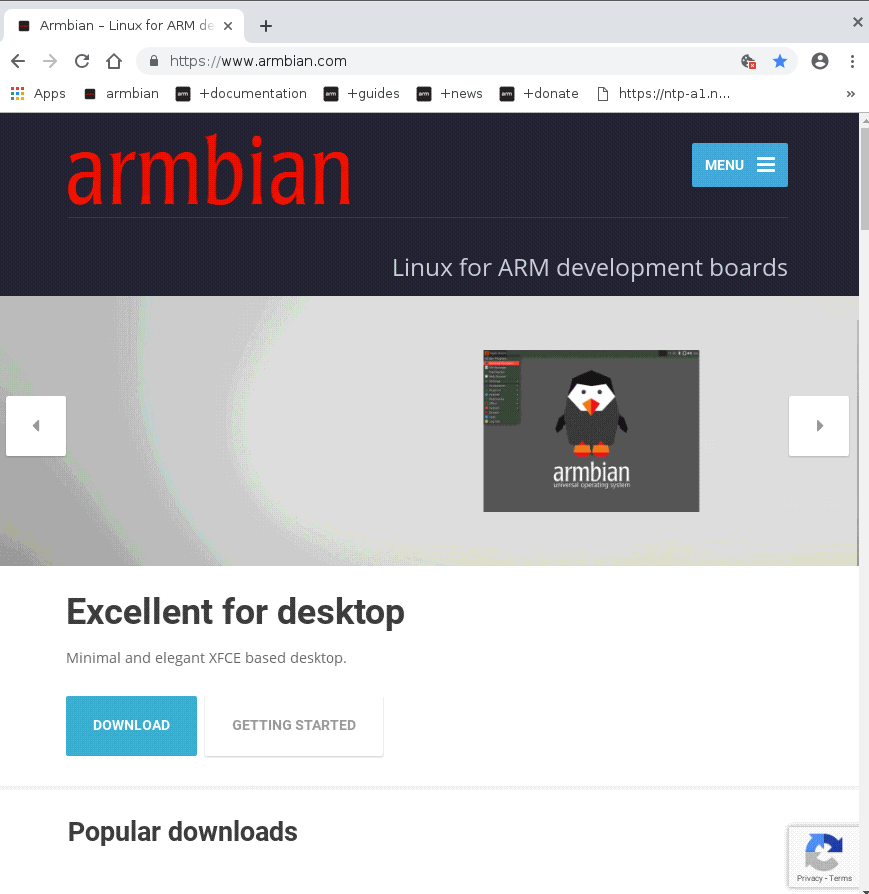 Armbian – Linux for ARM de
https://www.armbian.com
Apps armbian +documentation +guides +news +donate https://ntp-a1.n...
armbian
MENU
Linux for ARM development boards
armbian
universal operating system
Excellent for desktop
Minimal and elegant XFCE based desktop.
DOWNLOAD GETTING STARTED
Popular downloads
Privacy - Terms